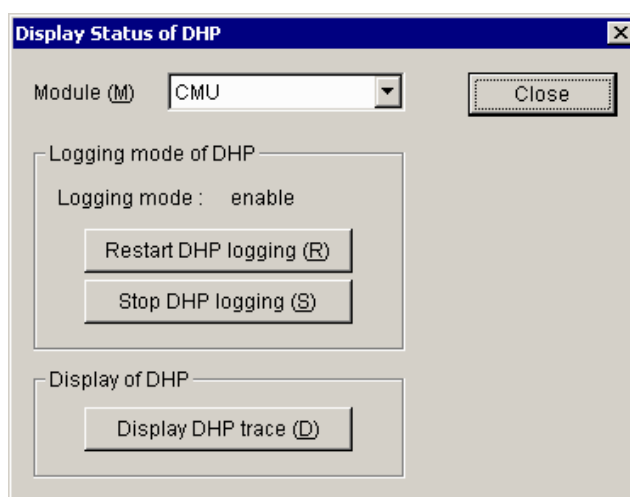 Display Status of DHP
Module (M) CMU Close
Logging mode of DHP
Logging mode : enable
Restart DHP logging (R)
Stop DHP logging (S)
Display of DHP
Display DHP trace (D)